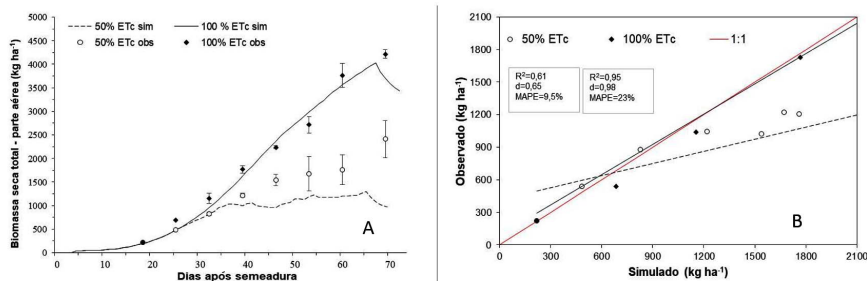 50% ETc sim
100 % ETc sim
50% ETc obs
100% ETc obs
Biomassa seca total - parte aérea (kg ha⁻¹)
5000
4500
4000
3500
3000
2500
2000
1500
1000
500
0
0 10 20 30 40 50 60 70 80
Dias após semeadura
A
50% ETc
100% ETc
1:1
R²=0,61
d=0,65
MAPE=9,5%
R²=0,95
d=0,98
MAPE=23%
Observado (kg ha⁻¹)
2100
1800
1500
1200
900
600
300
0
0 300 600 900 1200 1500 1800 2100
Simulado (kg ha⁻¹)
B